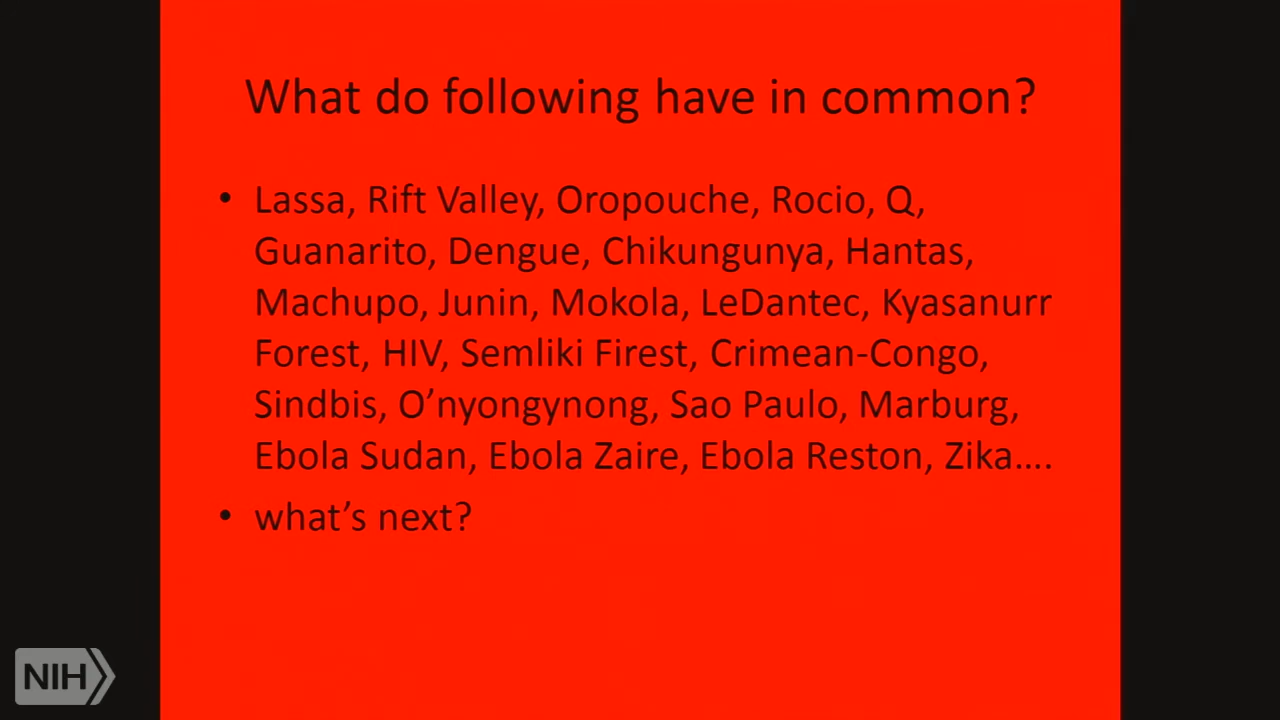 What do following have in common?
• Lassa, Rift Valley, Oropouche, Rocio, Q,
Guanarito, Dengue, Chikungunya, Hantas,
Machupo, Junin, Mokola, LeDantec, Kyasanurr
Forest, HIV, Semliki Firest, Crimean-Congo,
Sindbis, O’nyongynong, Sao Paulo, Marburg,
Ebola Sudan, Ebola Zaire, Ebola Reston, Zika….
• what’s next?
NIH